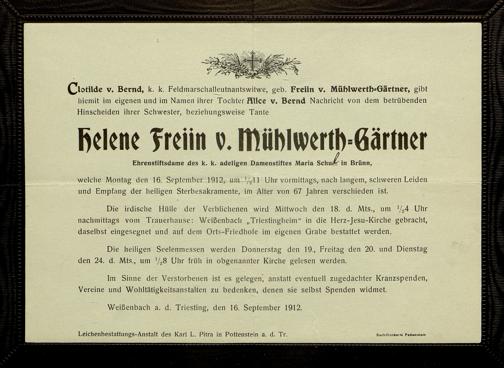 Clotilde v. Bernd, k. k. Feldmarschalleutnantswitwe, geb. Freiin v. Mühlwerth-Gärtner, gibt
hiemit im eigenen und im Namen ihrer Tochter Alice v. Bernd Nachricht von dem betrübenden
Hinscheiden ihrer Schwester, beziehungsweise Tante
Helene Freiin v. Mühlwerth-Gärtner
Ehrenstiftsdame des k. k. adeligen Damenstiftes Maria Schul in Brünn,
welche Montag den 16. September 1912, um 1/2 11 Uhr vormittags, nach langem, schweren Leiden
und Empfang der heiligen Sterbesakramente, im Alter von 67 Jahren verschieden ist.
Die irdische Hülle der Verblichenen wird Mittwoch den 18. d. Mts., um 1/2 4 Uhr
nachmittags vom Trauerhause: Weißenbach „Triestingheim" in die Herz-Jesu-Kirche gebracht,
daselbst eingesegnet und auf dem Orts-Friedhofe im eigenen Grabe bestattet werden.
Die heiligen Seelenmessen werden Donnerstag den 19., Freitag den 20. und Dienstag
den 24. d. Mts., um 1/2 8 Uhr früh in obgenannter Kirche gelesen werden.
Im Sinne der Verstorbenen ist es gelegen, anstatt eventuell zugedachter Kranzspenden,
Vereine und Wohltätigkeitsanstalten zu bedenken, denen sie selbst Spenden widmet.
Weißenbach a. d. Triesting, den 16. September 1912.
Leichenbestattungs-Anstalt des Karl L. Pitra in Pottenstein a. d. Tr.
Buchdruckerei Pottenstein